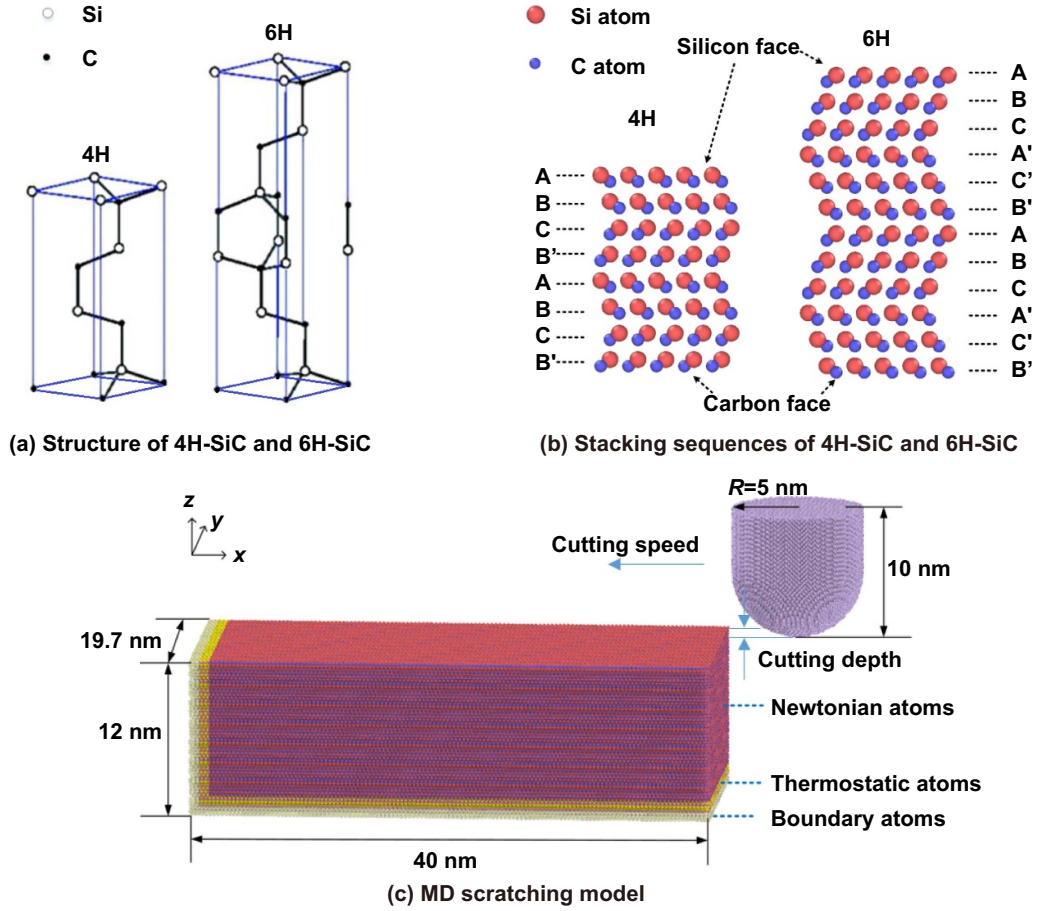 Si
C
4H
6H
(a) Structure of 4H-SiC and 6H-SiC
Si atom
C atom
Silicon face
6H
4H
A
B
C
B’
A
B
C
B'
A
B
C
A'
C’
B'
A
B
C
A'
C'
B’
Carbon face
(b) Stacking sequences of 4H-SiC and 6H-SiC
z
y
x
R=5 nm
Cutting speed
10 nm
19.7 nm
Cutting depth
Newtonian atoms
12 nm
Thermostatic atoms
Boundary atoms
40 nm
(c) MD scratching model